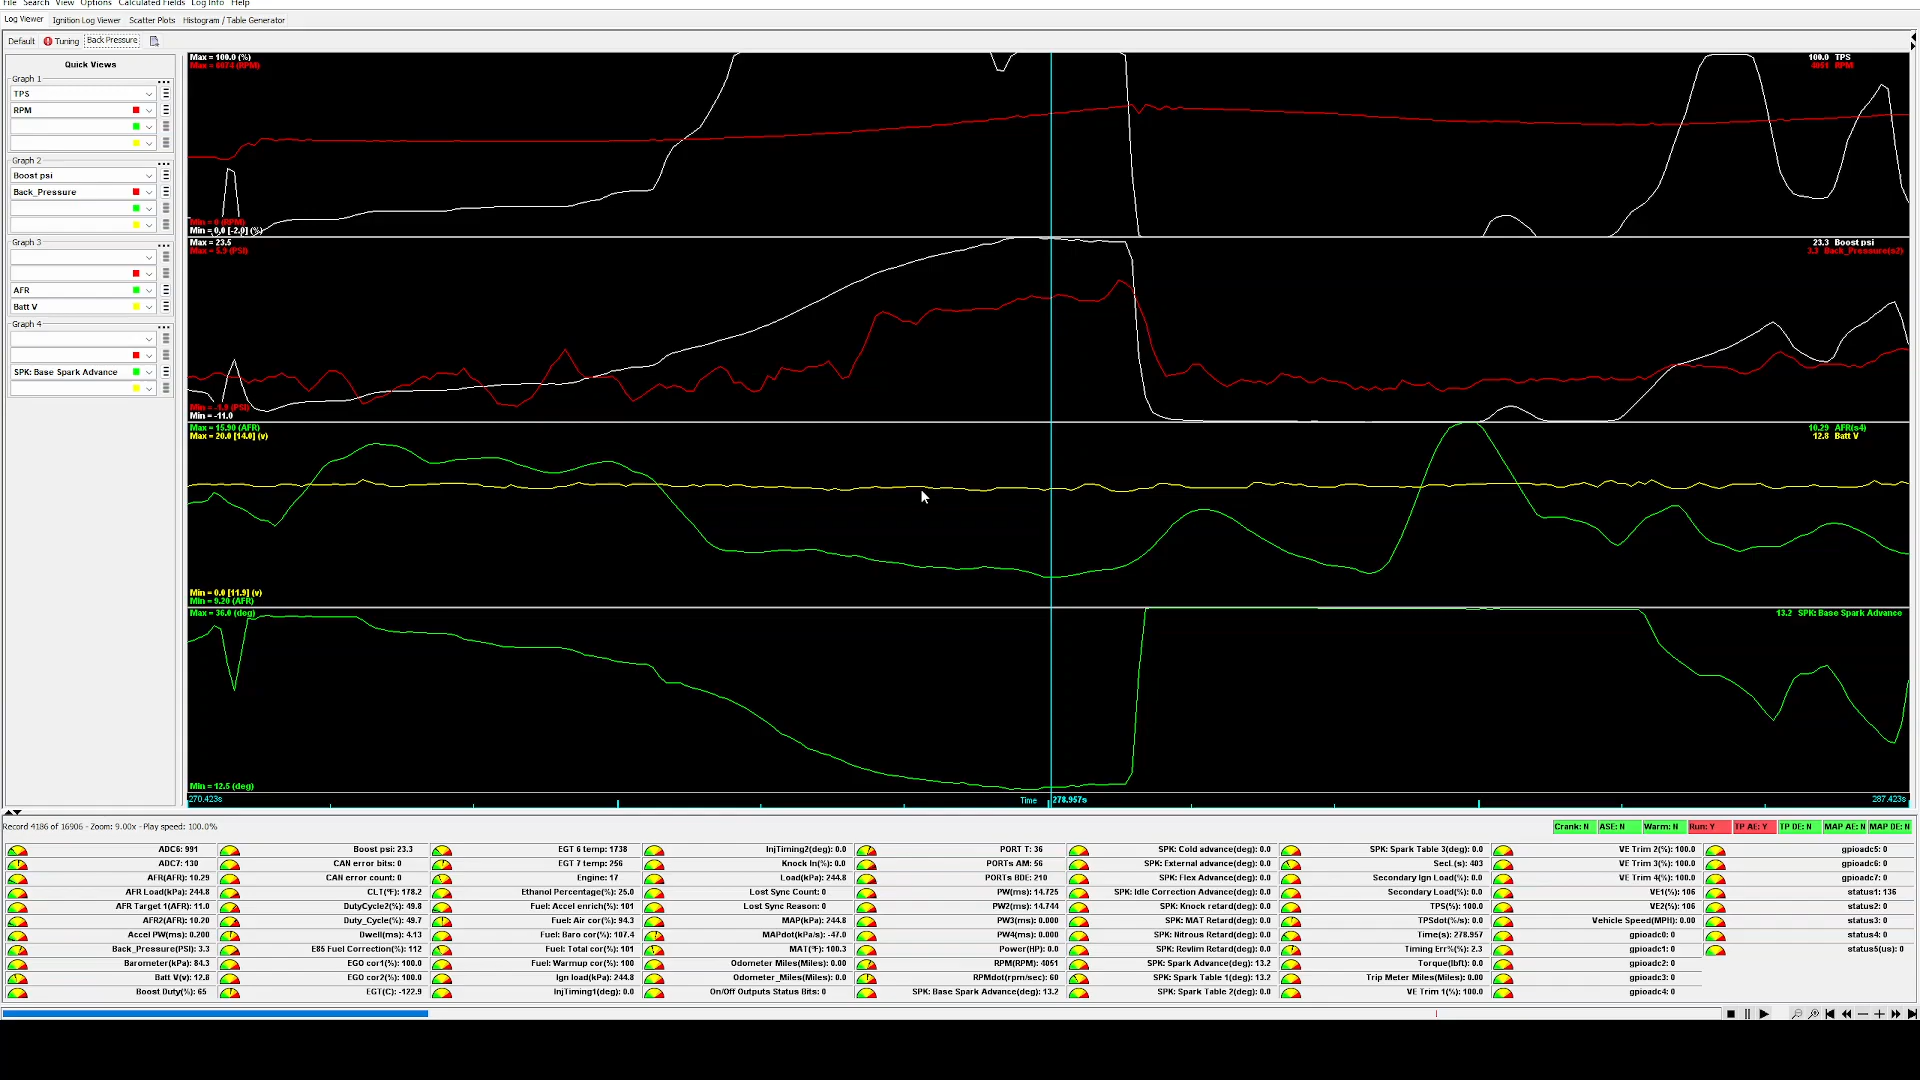 File Search View Options Calculated Fields Log Info Help
Log Viewer Ignition Log Viewer Scatter Plots Histogram / Table Generator
Default Tuning Back Pressure
Quick Views
Graph 1
TPS
RPM
Graph 2
Boost psi
Back_Pressure
Graph 3
AFR
Batt V
Graph 4
SPK: Base Spark Advance
Max = 100.0 (%)
100.0 TPS
4051 RPM
Min = 0 (RPM)
Min = 0.0 [-2.0] (%)
Max = 23.5
23.3 Boost psi
3.3 Back_Pressure(s2)
Min = -11.0
Max = 15.90 (AFR)
Max = 20.0 [14.0] (v)
10.29 AFR(s4)
12.8 Batt V
Min = 0.0 [11.9] (v)
Min = 9.20 (AFR)
Max = 36.0 (deg)
13.2 SPK: Base Spark Advance
Min = 12.5 (deg)
270.423s Time 278.957s 287.423s
Record 4186 of 16906 - Zoom: 9.00x - Play speed: 100.0%
Crank: N ASE: N Warm: N Run: Y TP AE: Y TP DE: N MAP AE: N MAP DE: N
ADC6: 991 Boost psi: 23.3 EGT 6 temp: 1738 InjTiming2(deg): 0.0 PORT T: 36 SPK: Cold advance(deg): 0.0 SPK: Spark Table 3(deg): 0.0 VE Trim 2(%): 100.0 gpioadc5: 0
ADC7: 130 CAN error bits: 0 EGT 7 temp: 256 Knock In(%): 0.0 PORTs AM: 56 SPK: External advance(deg): 0.0 SecL(s): 403 VE Trim 3(%): 100.0 gpioadc6: 0
AFR(AFR): 10.29 CAN error count: 0 Engine: 17 Load(kPa): 244.8 PORTs BDE: 210 SPK: Flex Advance(deg): 0.0 Secondary Ign Load(%): 0.0 VE Trim 4(%): 100.0 gpioadc7: 0
AFR Load(kPa): 244.8 CLT(°F): 178.2 Ethanol Percentage(%): 25.0 Lost Sync Count: 0 PW(ms): 14.725 SPK: Idle Correction Advance(deg): 0.0 Secondary Load(%): 0.0 VE1(%): 106 status1: 136
AFR Target 1(AFR): 11.0 DutyCycle2(%): 49.8 Fuel: Accel enrich(%): 101 Lost Sync Reason: 0 PW2(ms): 14.744 SPK: Knock retard(deg): 0.0 TPS(%): 100.0 VE2(%): 106 status2: 0
AFR2(AFR): 10.20 Duty_Cycle(%): 49.7 Fuel: Air cor(%): 94.3 MAP(kPa): 244.8 PW3(ms): 0.000 SPK: MAT Retard(deg): 0.0 TPSdot(%/s): 0.0 Vehicle Speed(MPH): 0.00 status3: 0
Accel PW(ms): 0.200 Dwell(ms): 4.13 Fuel: Baro cor(%): 107.4 MAPdot(kPa/s): -47.0 PW4(ms): 0.000 SPK: Nitrous Retard(deg): 0.0 Time(s): 278.957 gpioadc0: 0 status4: 0
Back_Pressure(PSI): 3.3 E85 Fuel Correction(%): 112 Fuel: Total cor(%): 101 MAT(°F): 100.3 Power(HP): 0.0 SPK: Revlim Retard(deg): 0.0 Timing Err%(%): 2.3 gpioadc1: 0 status5(us): 0
Barometer(kPa): 84.3 EGO cor1(%): 100.0 Fuel: Warmup cor(%): 100 Odometer Miles(Miles): 0.00 RPM(RPM): 4051 SPK: Spark Advance(deg): 13.2 Torque(lbft): 0.0 gpioadc2: 0
Batt V(v): 12.8 EGO cor2(%): 100.0 Ign load(kPa): 244.8 Odometer_Miles(Miles): 0.0 RPMdot(rpm/sec): 60 SPK: Spark Table 1(deg): 13.2 Trip Meter Miles(Miles): 0.00 gpioadc3: 0
Boost Duty(%): 65 EGT(C): -122.9 InjTiming1(deg): 0.0 On/Off Outputs Status Bits: 0 SPK: Base Spark Advance(deg): 13.2 SPK: Spark Table 2(deg): 0.0 VE Trim 1(%): 100.0 gpioadc4: 0